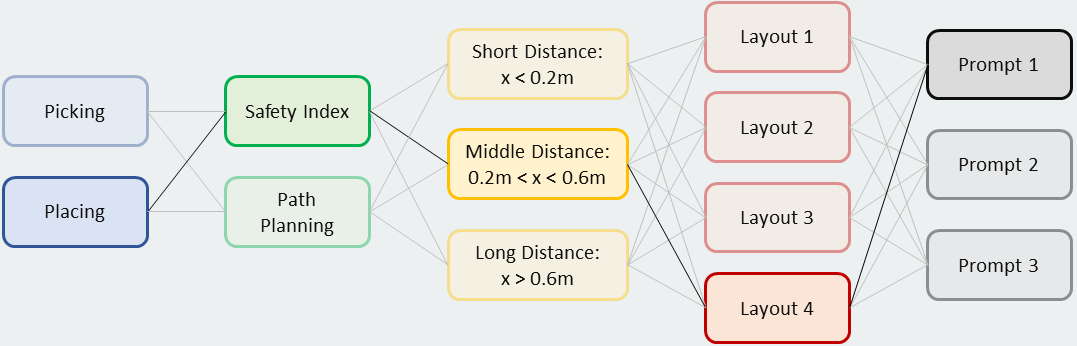 Picking
Placing
Safety Index
Path
Planning
Short Distance:
x < 0.2m
Middle Distance:
0.2m < x < 0.6m
Long Distance:
x > 0.6m
Layout 1
Layout 2
Layout 3
Layout 4
Prompt 1
Prompt 2
Prompt 3